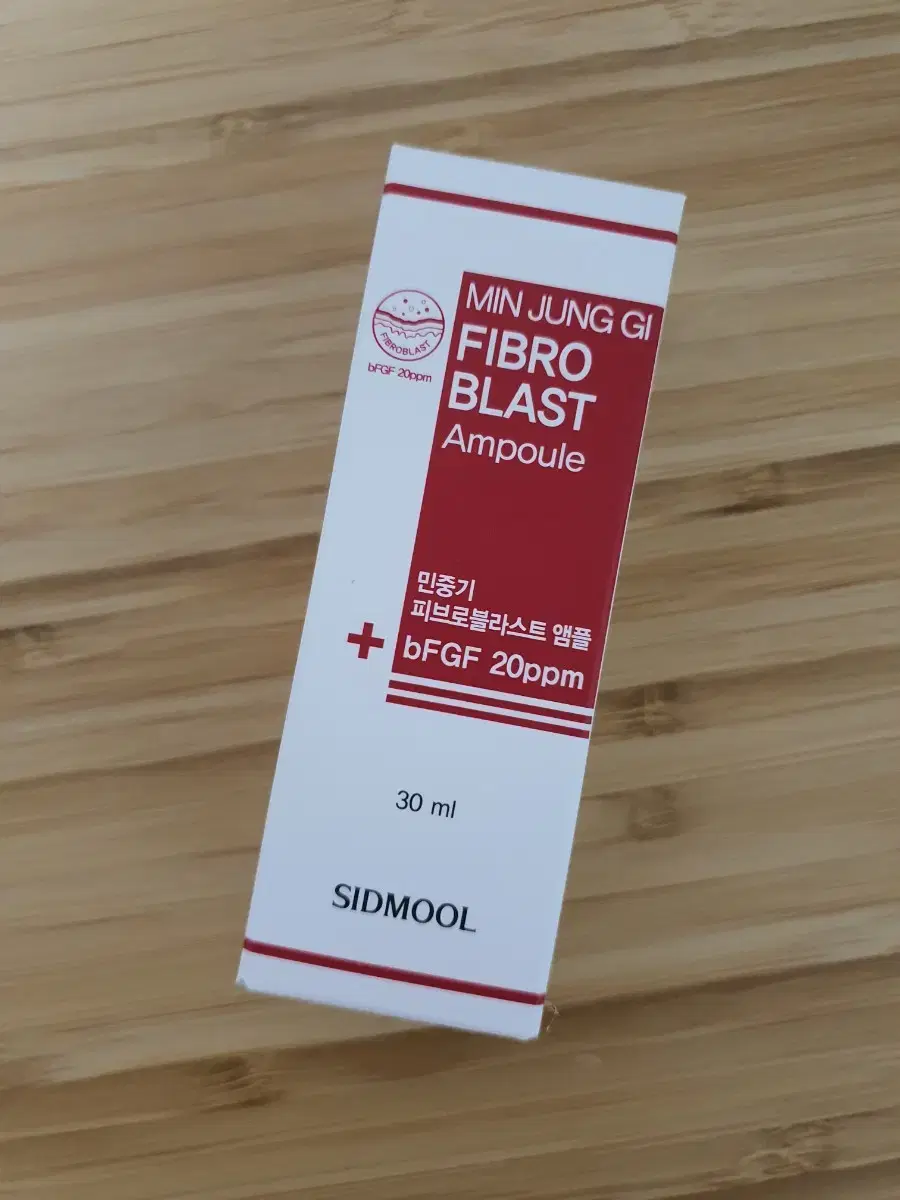 FIBROBLAST
bFGF 20ppm
MIN JUNG GI
FIBRO
BLAST
Ampoule
민중기
피브로블라스트 앰플
+ bFGF 20ppm
30 ml
SIDMOOL